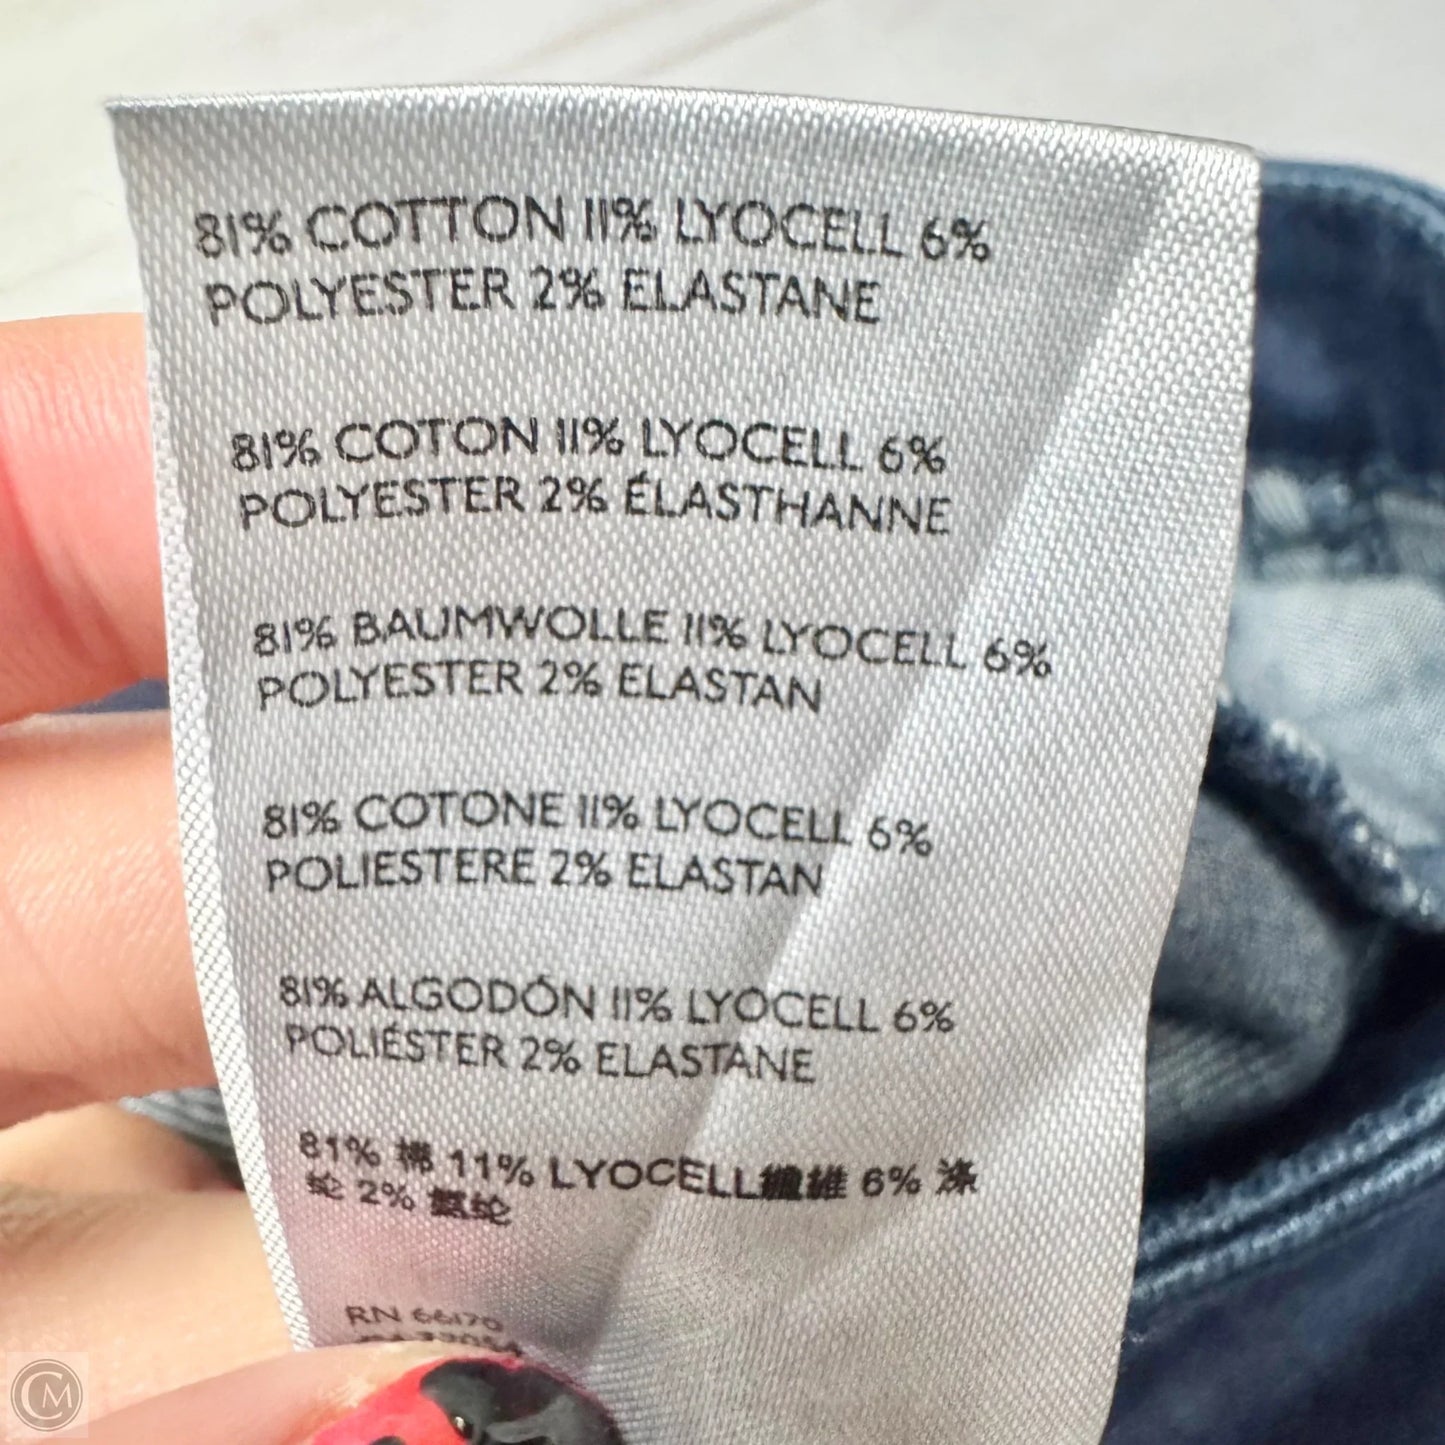 81% COTTON 11% LYOCELL 6%
POLYESTER 2% ELASTANE
81% COTON 11% LYOCELL 6%
POLYESTER 2% ÉLASTHANNE
81% BAUMWOLLE 11% LYOCELL 6%
POLYESTER 2% ELASTAN
81% COTONE 11% LYOCELL 6%
POLIESTERE 2% ELASTAN
81% ALGODÓN 11% LYOCELL 6%
POLIÉSTER 2% ELASTANE
81% 棉 11% LYOCELL纖維 6% 涤
纶 2% 氨纶
RN 66170
CM